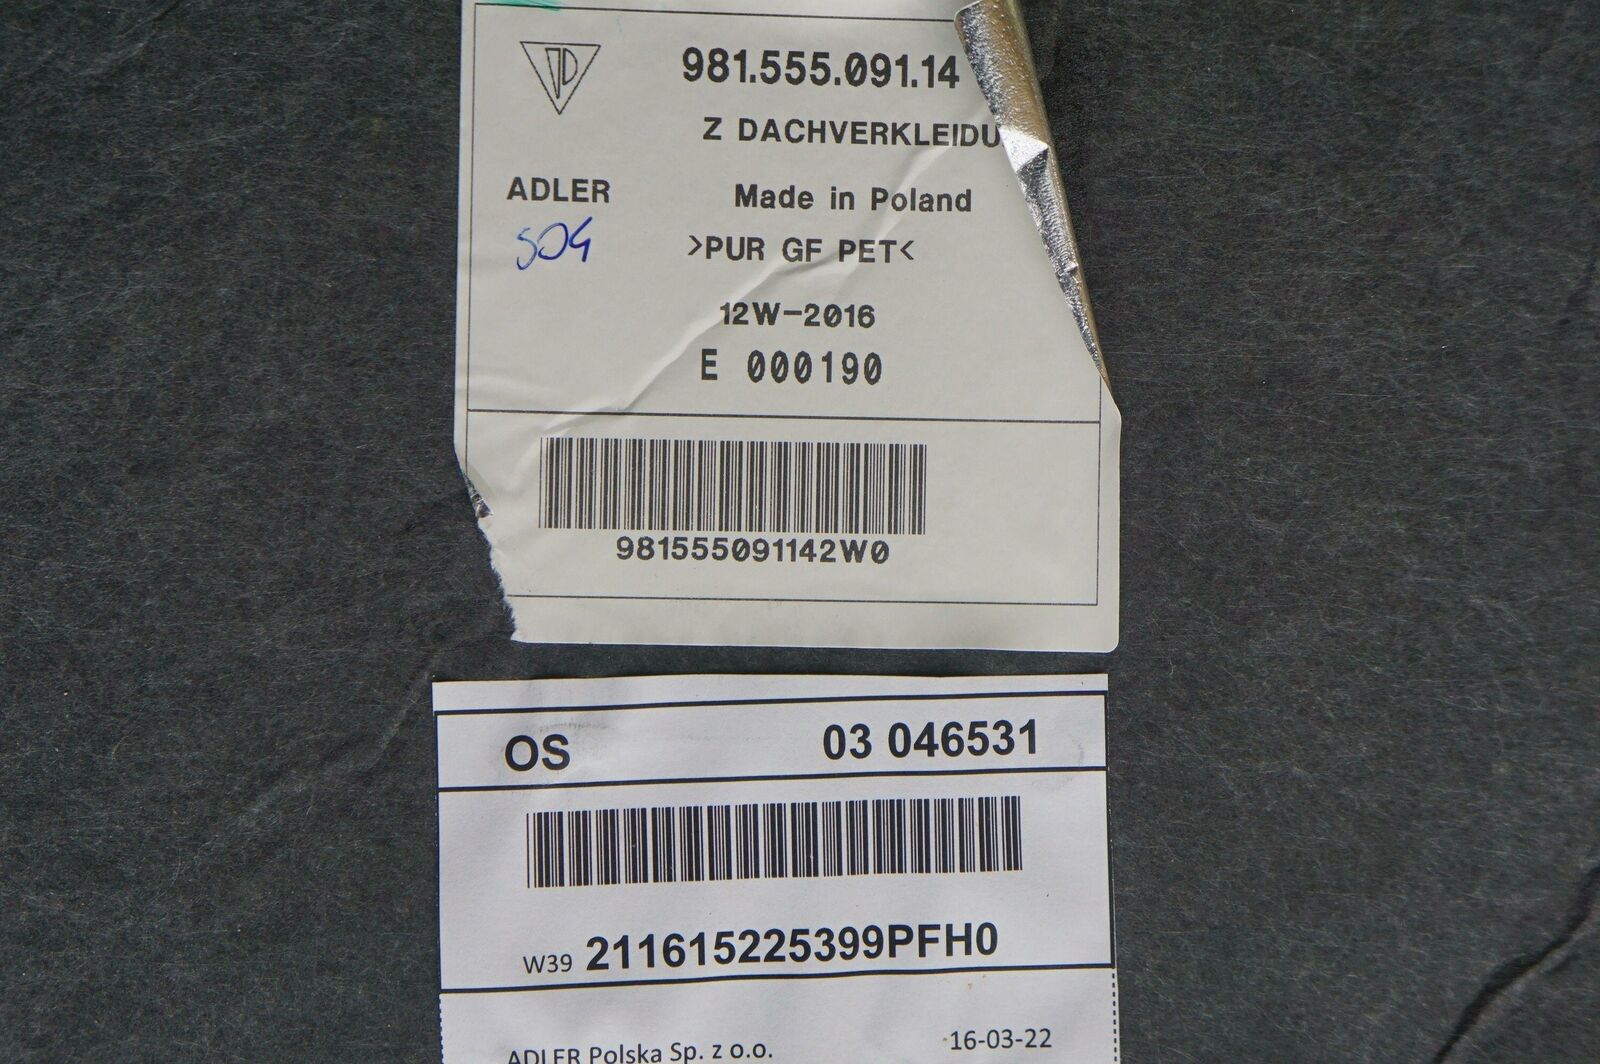 981.555.091.14
Z DACHVERKLEIDU
ADLER Made in Poland
504 >PUR GF PET<
12W-2016
E 000190
981555091142W0
OS 03 046531
W39 211615225399PFH0
ADLER Polska Sp. z o.o. 16-03-22